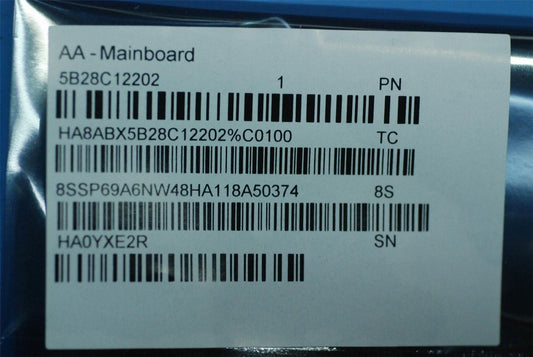 AA - Mainboard
5B28C12202 1 PN
HA8ABX5B28C12202%C0100 TC
8SSP69A6NW48HA118A50374 8S
HA0YXE2R SN